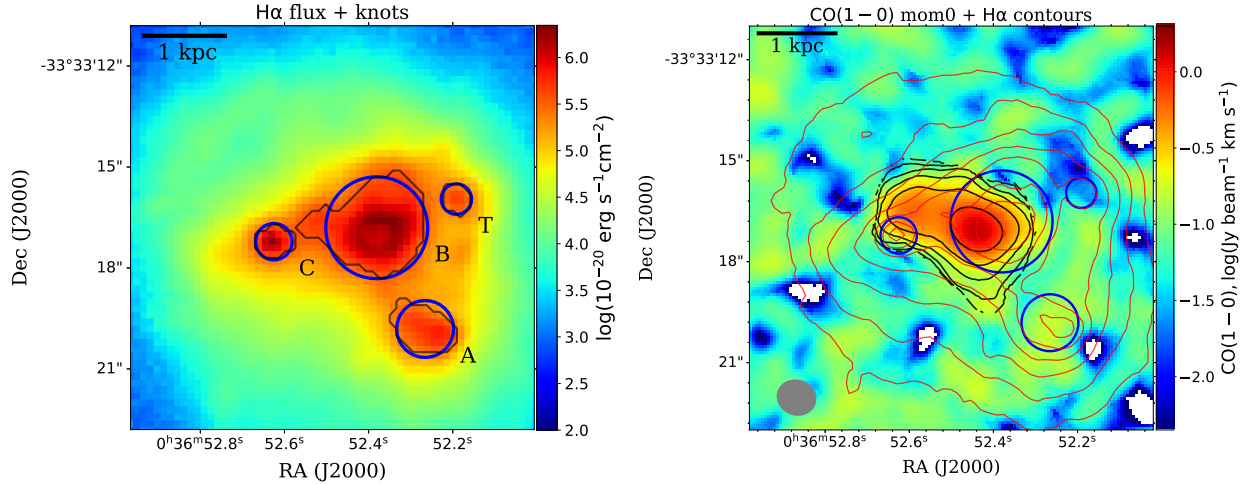 Hα flux + knots
1 kpc
-33°33'12"
15"
18"
21"
Dec (J2000)
T
B
C
A
0ʰ36ᵐ52.8ˢ
52.6ˢ
52.4ˢ
52.2ˢ
RA (J2000)
6.0
5.5
5.0
4.5
4.0
3.5
3.0
2.5
2.0
log(10⁻²⁰ erg s⁻¹cm⁻²)
CO(1 − 0) mom0 + Hα contours
1 kpc
-33°33'12"
15"
18"
21"
Dec (J2000)
0ʰ36ᵐ52.8ˢ
52.6ˢ
52.4ˢ
52.2ˢ
RA (J2000)
0.0
−0.5
−1.0
−1.5
−2.0
CO(1 − 0), log(Jy beam⁻¹ km s⁻¹)